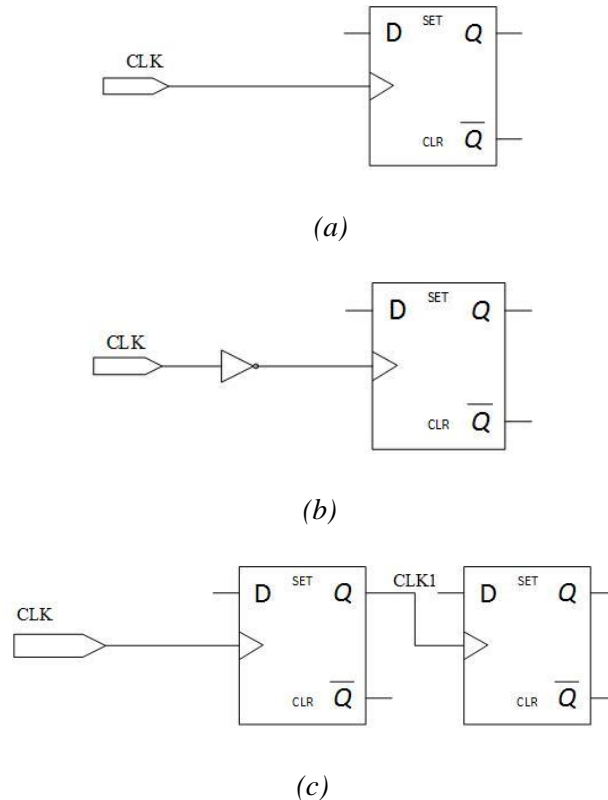 D SET Q
CLK
CLR Q
(a)
D SET Q
CLK
CLR Q
(b)
D SET Q CLK1 D SET Q
CLK
CLR Q CLR Q
(c)